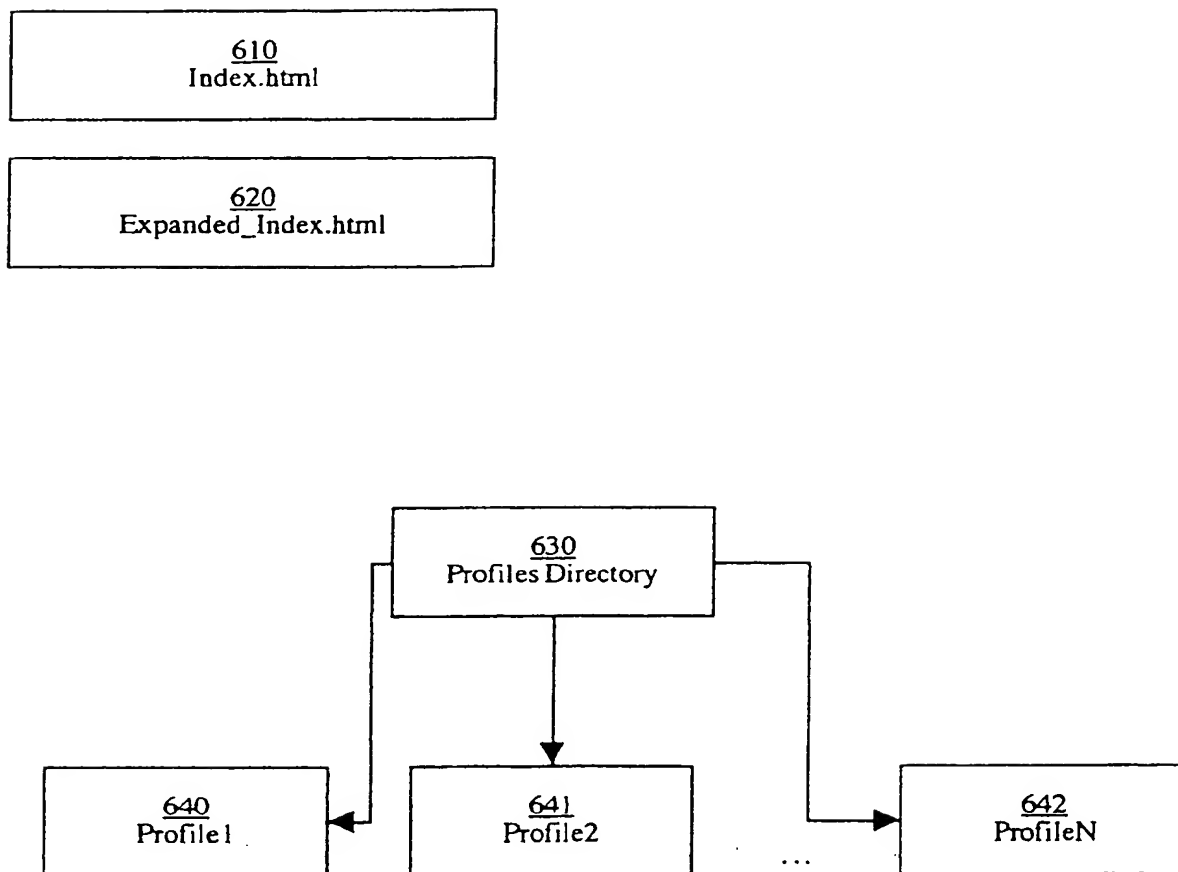 610
Index.html
620
Expanded_Index.html
630
Profiles Directory
640
Profile1
641
Profile2
...
642
ProfileN